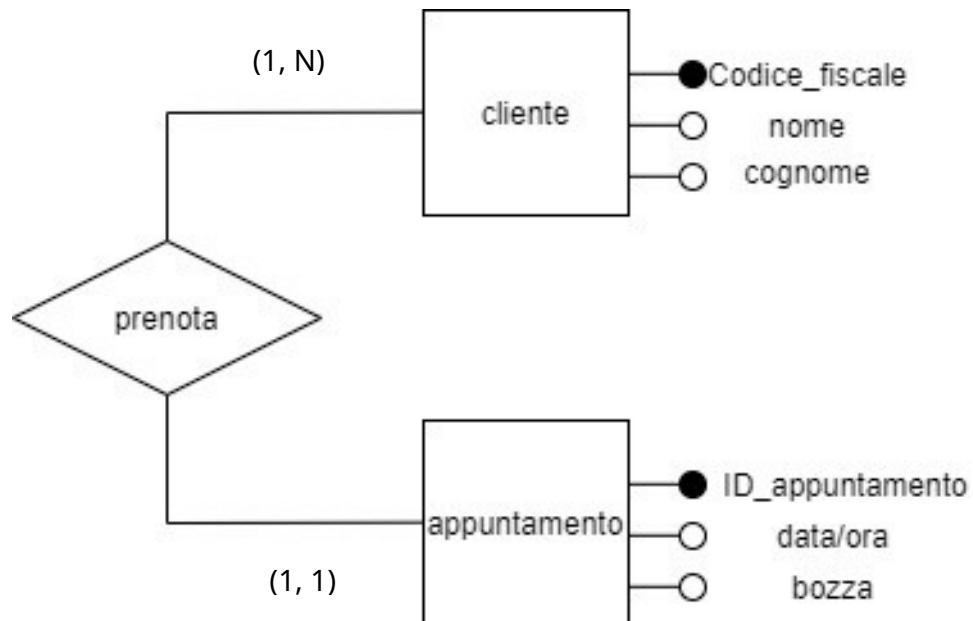 (1, N)
cliente
Codice_fiscale
nome
cognome
prenota
appuntamento
ID_appuntamento
data/ora
bozza
(1, 1)